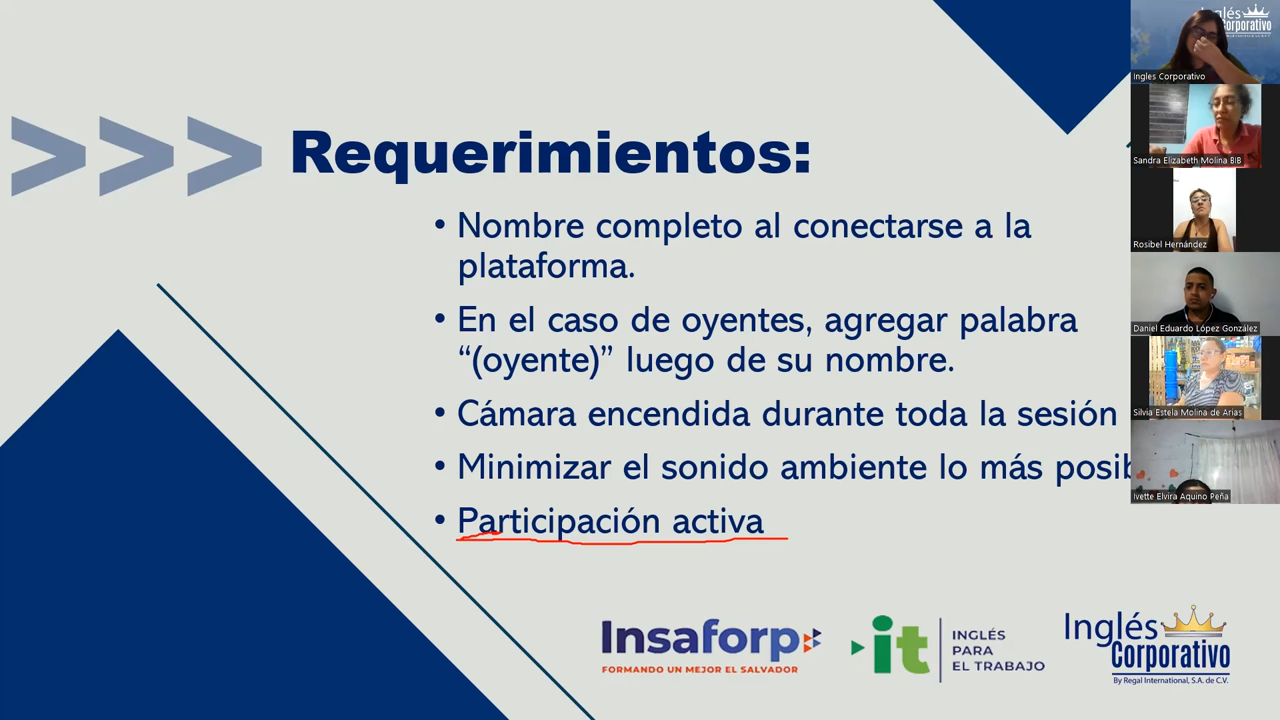 Requerimientos:
• Nombre completo al conectarse a la
plataforma.
• En el caso de oyentes, agregar palabra
“(oyente)” luego de su nombre.
• Cámara encendida durante toda la sesión
• Minimizar el sonido ambiente lo más posib
• Participación activa
Insaforp
FORMANDO UN MEJOR EL SALVADOR
it
INGLÉS
PARA
EL TRABAJO
Inglés
Corporativo
By Regal International, S.A. de C.V.
Inglés
Corporativo
Ingles Corporativo
Sandra Elizabeth Molina BIB
Rosibel Hernández
Daniel Eduardo López González
Silvia Estela Molina de Arias
Ivette Elvira Aquino Peña